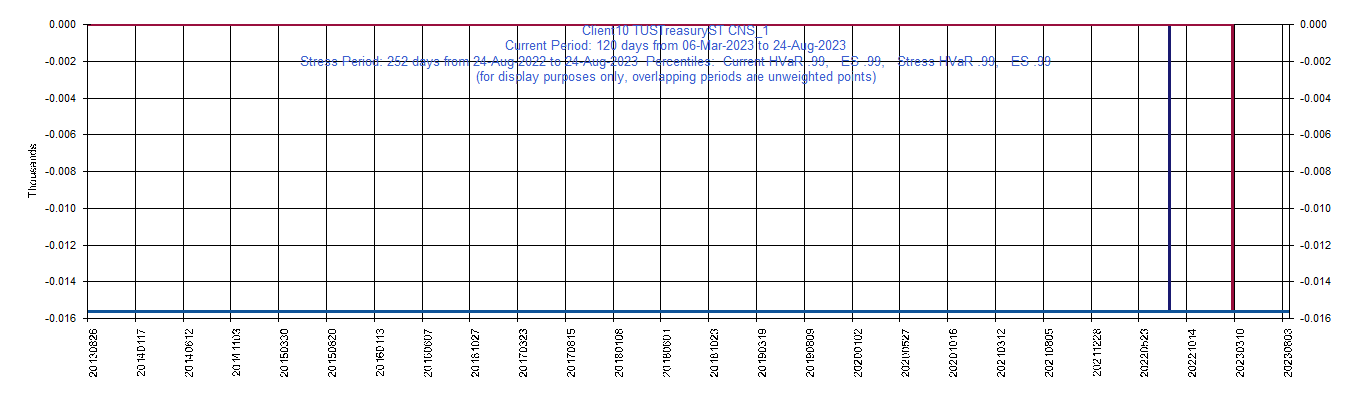 Client10 TUSTreasuryST CNS_1
Current Period: 120 days from 06-Mar-2023 to 24-Aug-2023
Stress Period: 252 days from 24-Aug-2022 to 24-Aug-2023 Percentiles: Current HVaR .99, ES .99, Stress HVaR .99, ES .99
(for display purposes only, overlapping periods are unweighted points)
Thousands
0.000 0.000
-0.002 -0.002
-0.004 -0.004
-0.006 -0.006
-0.008 -0.008
-0.010 -0.010
-0.012 -0.012
-0.014 -0.014
-0.016 -0.016
20130826 20140117 20140612 20141103 20150330 20150820 20160113 20160607 20161027 20170323 20170815 20180108 20180601 20181023 20190319 20190809 20200102 20200527 20201016 20210312 20210805 20211228 20220523 20221014 20230310 20230803